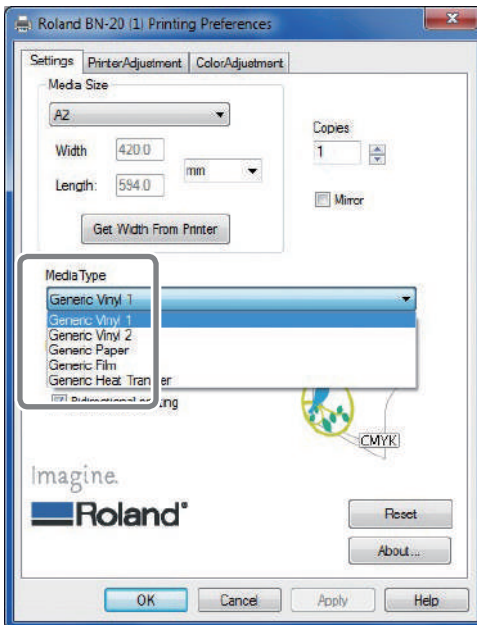 Roland BN-20 (1) Printing Preferences
Settings PrinterAdjustment ColorAdjustment
Media Size
A2
Width 420.0
mm
Length: 594.0
Get Width From Printer
Copies
1
Mirror
MediaType
Generic Vinyl 1
Generic Vinyl 1
Generic Vinyl 2
Generic Paper
Generic Film
Generic Heat Transfer
CMYK
Imagine.
Roland®
Reset
About...
OK Cancel Apply Help